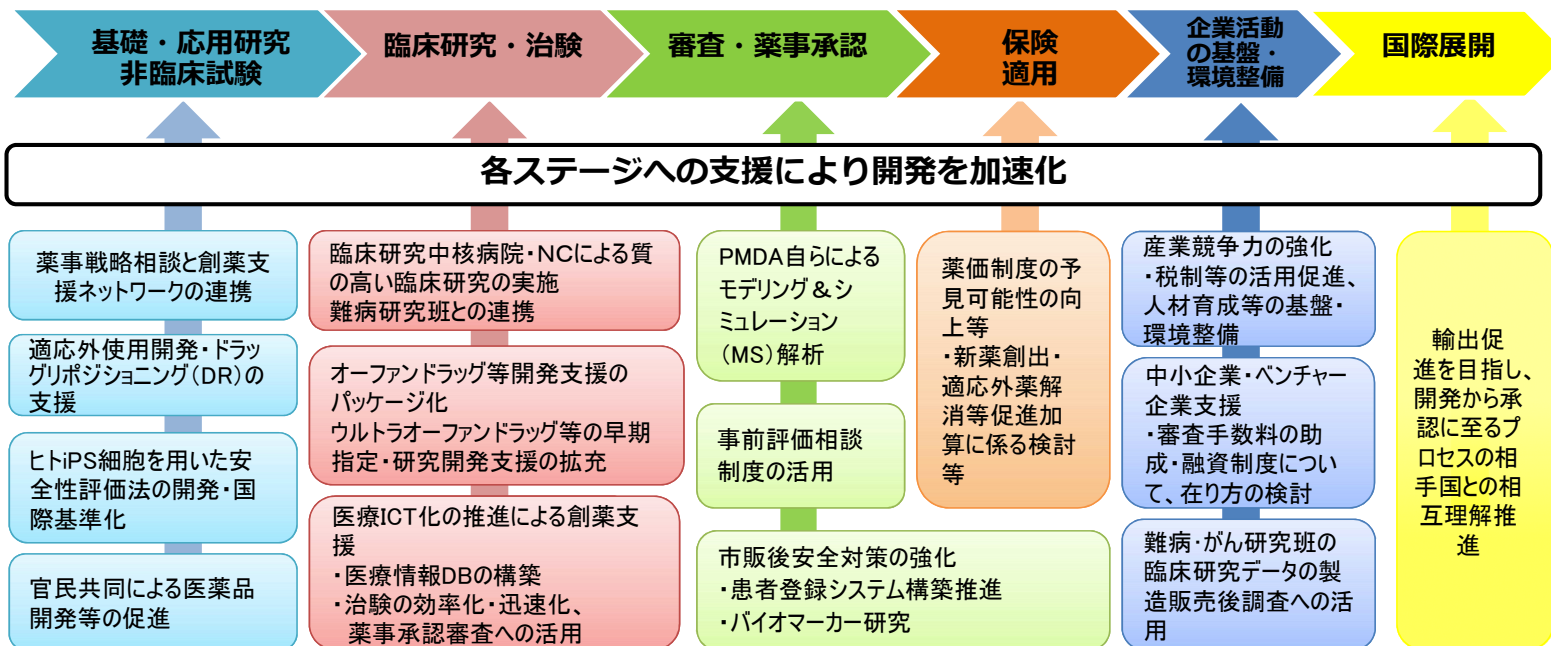 基礎・応用研究
非臨床試験
臨床研究・治験
審査・薬事承認
保険
適用
企業活動
の基盤・
環境整備
国際展開
各ステージへの支援により開発を加速化
薬事戦略相談と創薬支
援ネットワークの連携
適応外使用開発・ドラッ
グリポジショニング（DR）の
支援
ヒトiPS細胞を用いた安
全性評価法の開発・国
際基準化
官民共同による医薬品
開発等の促進
臨床研究中核病院・NCによる質
の高い臨床研究の実施
難病研究班との連携
オーファンドラッグ等開発支援の
パッケージ化
ウルトラオーファンドラッグ等の早期
指定・研究開発支援の拡充
医療ICT化の推進による創薬支
援
・医療情報DBの構築
・治験の効率化・迅速化、
薬事承認審査への活用
PMDA自らによる
モデリング＆シ
ミュレーション
（MS）解析
事前評価相談
制度の活用
市販後安全対策の強化
・患者登録システム構築推進
・バイオマーカー研究
薬価制度の予
見可能性の向
上等
・新薬創出・
適応外薬解
消等促進加
算に係る検討
等
産業競争力の強化
・税制等の活用促進、
人材育成等の基盤・
環境整備
中小企業・ベンチャー
企業支援
・審査手数料の助
成・融資制度につい
て、在り方の検討
難病・がん研究班の
臨床研究データの製
造販売後調査への活
用
輸出促
進を目指し、
開発から承
認に至るプ
ロセスの相
手国との相
互理解推
進